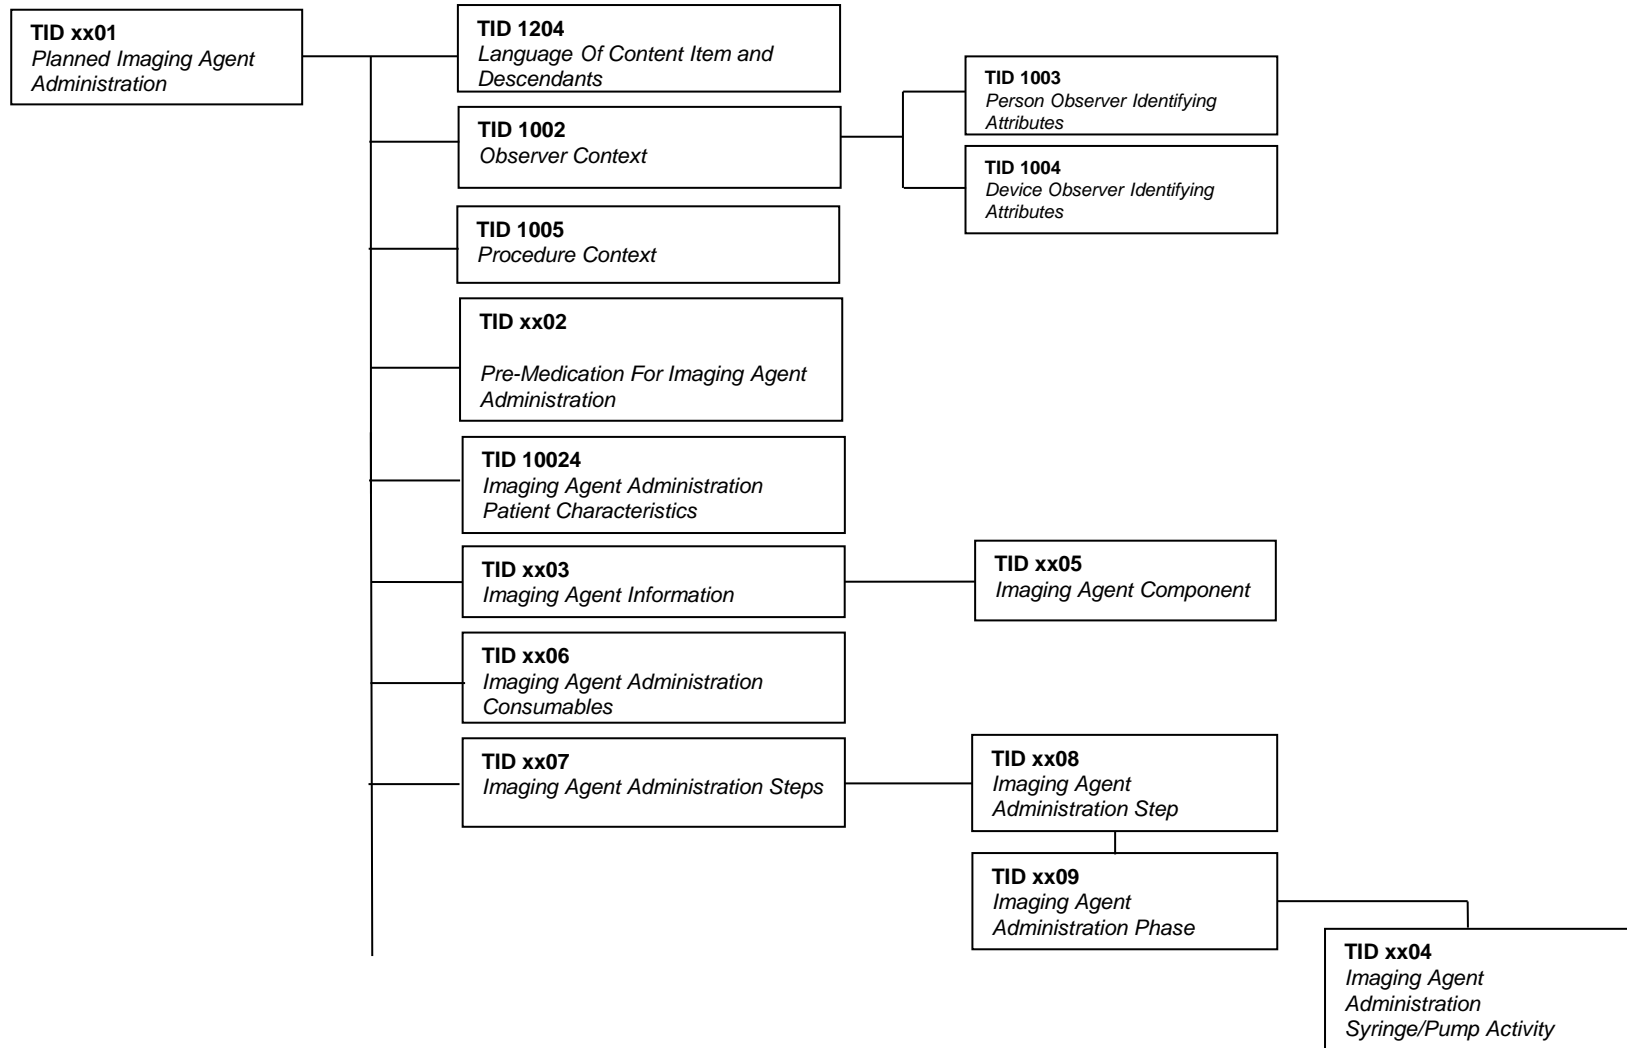 TID xx01
Planned Imaging Agent
Administration
TID 1204
Language Of Content Item and
Descendants
TID 1002
Observer Context
TID 1003
Person Observer Identifying
Attributes
TID 1004
Device Observer Identifying
Attributes
TID 1005
Procedure Context
TID xx02
Pre-Medication For Imaging Agent
Administration
TID 10024
Imaging Agent Administration
Patient Characteristics
TID xx03
Imaging Agent Information
TID xx05
Imaging Agent Component
TID xx06
Imaging Agent Administration
Consumables
TID xx07
Imaging Agent Administration Steps
TID xx08
Imaging Agent
Administration Step
TID xx09
Imaging Agent
Administration Phase
TID xx04
Imaging Agent
Administration
Syringe/Pump Activity